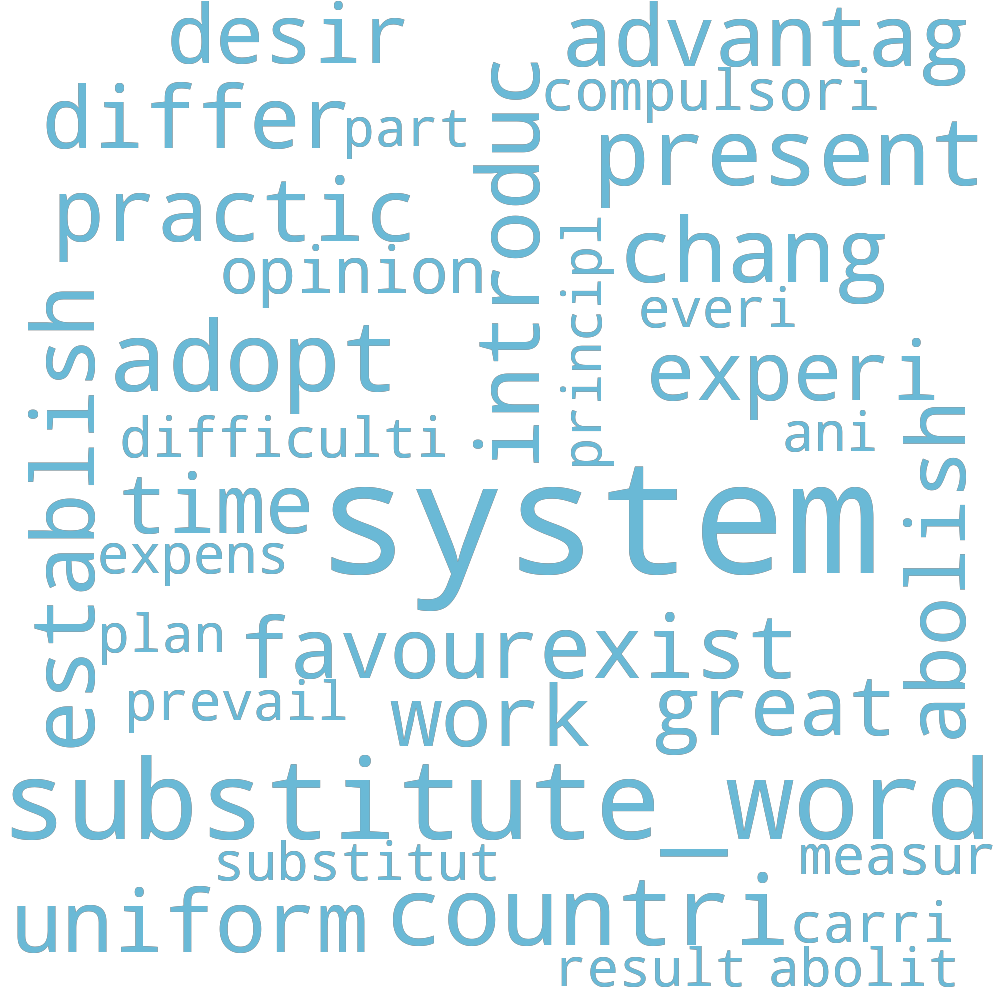 desir
advantag
compulsori
differ
part
introduc
present
practic
opinion
principl
chang
everi
establish
adopt
experi
difficulti
ani
abolish
time
system
expens
plan
favour
exist
prevail
work
great
substitute_word
substitut
measur
uniform
countri
carri
result
abolit